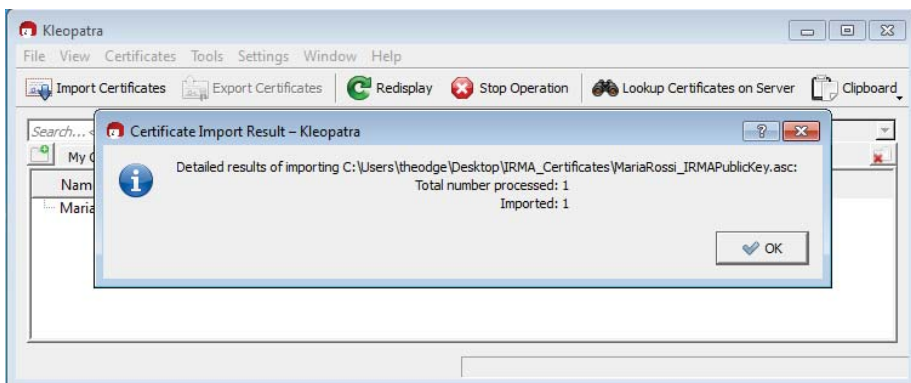 Kleopatra
File View Certificates Tools Settings Window Help
Import Certificates Export Certificates Redisplay Stop Operation Lookup Certificates on Server Clipboard
Search...
Certificate Import Result – Kleopatra
My
Detailed results of importing C:\Users\theodge\Desktop\IRMA_Certificates\MariaRossi_IRMAPublicKey.asc:
Nam
Total number processed: 1
Maria
Imported: 1
OK